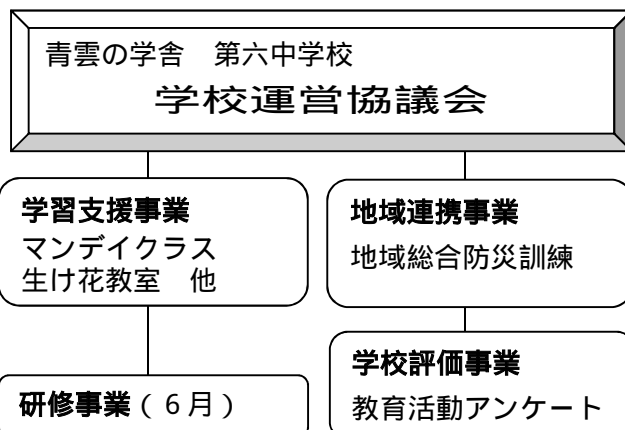 青雲の学舎　第六中学校
学校運営協議会
学習支援事業
マンデイクラス
生け花教室　他
地域連携事業
地域総合防災訓練
研修事業（６月）
学校評価事業
教育活動アンケート